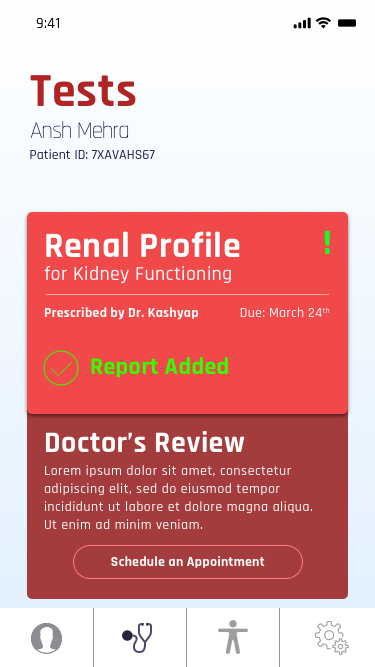 9:41
Tests
Ansh Mehra
Patient ID: 7XAVAHS67
Renal Profile !
for Kidney Functioning
Prescribed by Dr. Kashyap Due: March 24th
Report Added
Doctor’s Review
Lorem ipsum dolor sit amet, consectetur
adipiscing elit, sed do eiusmod tempor
incididunt ut labore et dolore magna aliqua.
Ut enim ad minim veniam.
Schedule an Appointment